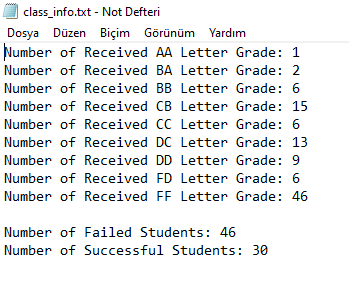 class_info.txt - Not Defteri
Dosya Düzen Biçim Görünüm Yardım
Number of Received AA Letter Grade: 1
Number of Received BA Letter Grade: 2
Number of Received BB Letter Grade: 6
Number of Received CB Letter Grade: 15
Number of Received CC Letter Grade: 6
Number of Received DC Letter Grade: 13
Number of Received DD Letter Grade: 9
Number of Received FD Letter Grade: 6
Number of Received FF Letter Grade: 46
Number of Failed Students: 46
Number of Successful Students: 30